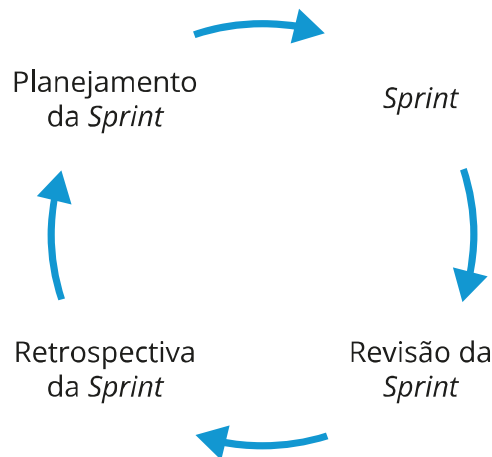 Planejamento
da Sprint
Sprint
Retrospectiva
da Sprint
Revisão da
Sprint